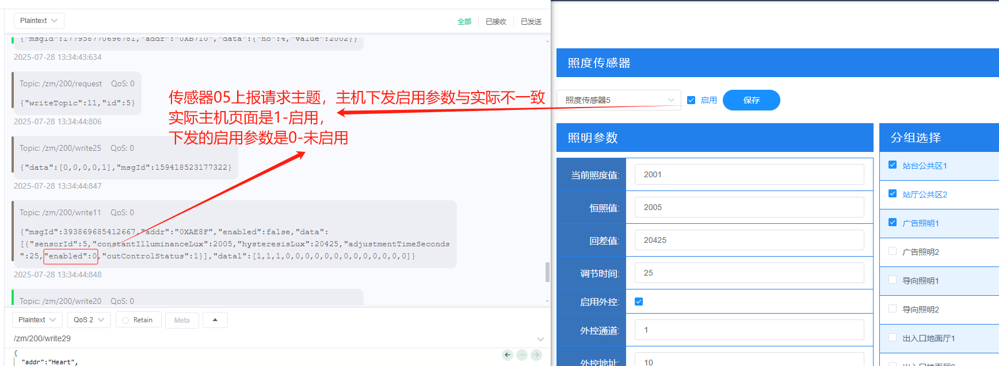 Plaintext
全部
已接收
已发送
{"msgId":177958770696781,"addr":"0XB710","data":{"no":4,"value":2002}}
2025-07-28 13:34:43:634
Topic: /zm/200/request QoS: 0
{"writeTopic":11,"id":5}
2025-07-28 13:34:44:806
Topic: /zm/200/write25 QoS: 0
{"data":[0,0,0,0,1],"msgId":159418523177322}
2025-07-28 13:34:44:847
Topic: /zm/200/write11 QoS: 0
{"msgId":393869685412667,"addr":"0XAE8F","enabled":false,"data":
[{"sensorId":5,"constantIlluminanceLux":2005,"hysteresisLux":20425,"adjustmentTimeSeconds
":25,"enabled":0,"outControlStatus":1}],"data1":[1,1,1,0,0,0,0,0,0,0,0,0,0,0,0]}
2025-07-28 13:34:44:848
Topic: /zm/200/write20 QoS: 0
Plaintext
QoS 2
Retain
Meta
/zm/200/write29
{
"addr":"Heart",
传感器05上报请求主题，主机下发启用参数与实际不一致
实际主机页面是1-启用，
下发的启用参数是0-未启用
照度传感器
照度传感器5
启用
保存
照明参数
当前照度值: 2001
恒照值: 2005
回差值: 20425
调节时间: 25
启用外控:
外控通道: 1
外控地址: 10
分组选择
站台公共区1
站厅公共区2
广告照明1
广告照明2
导向照明1
导向照明2
出入口地面厅1